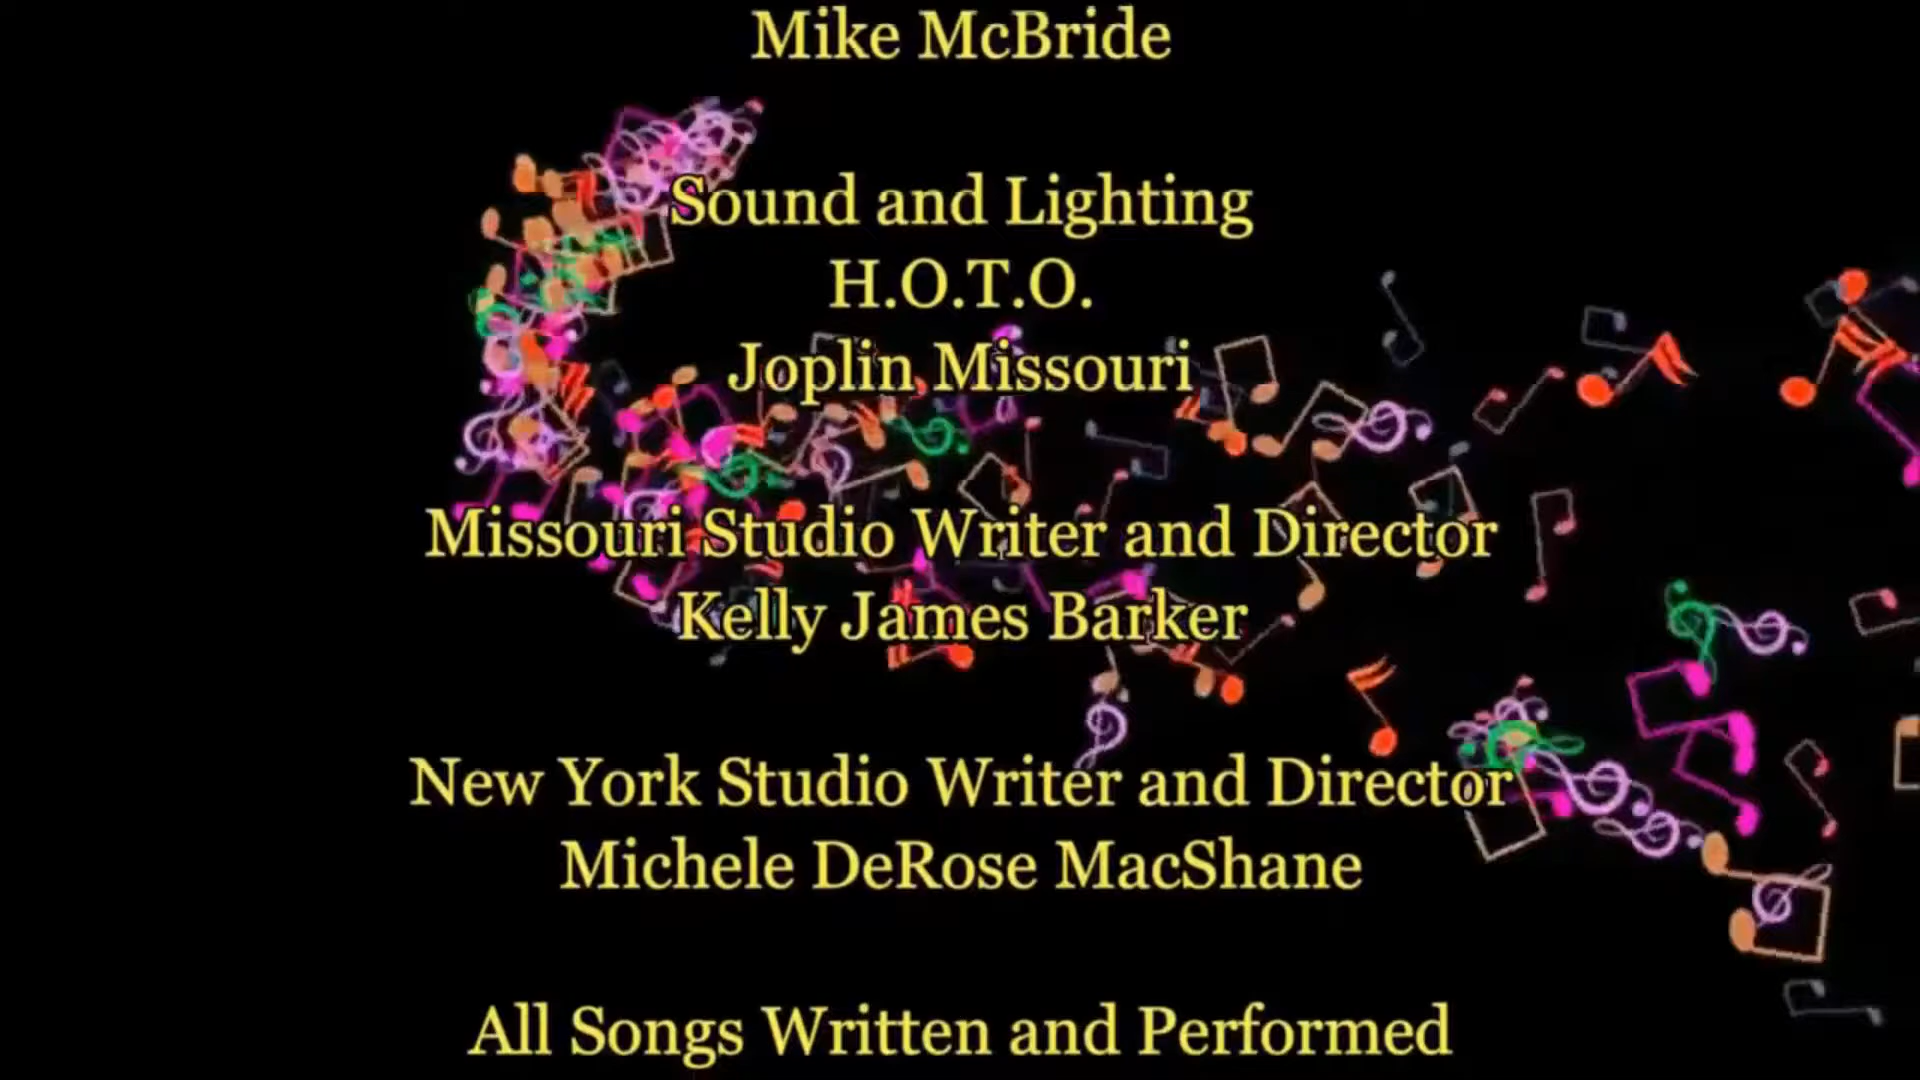 Mike McBride
Sound and Lighting
H.O.T.O.
Joplin Missouri
Missouri Studio Writer and Director
Kelly James Barker
New York Studio Writer and Director
Michele DeRose MacShane
All Songs Written and Performed